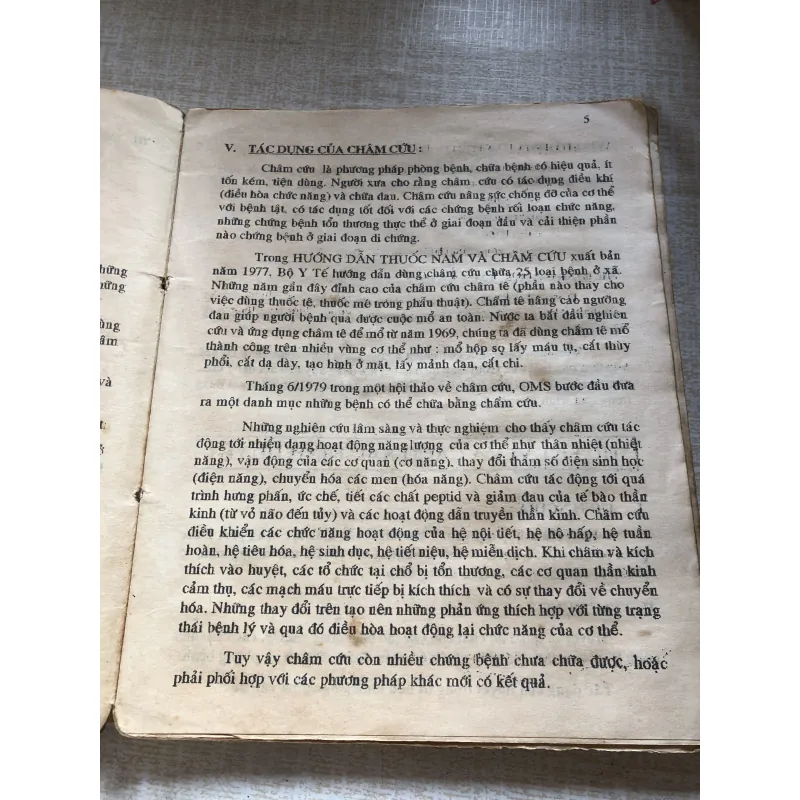 5
V. TÁC DỤNG CỦA CHÂM CỨU :
Châm cứu là phương pháp phòng bệnh, chữa bệnh có hiệu quả, ít
tốn kém, tiện dùng. Người xưa cho rằng châm cứu có tác dụng điều khí
(điều hòa chức năng) và chữa đau. Châm cứu nâng sức chống đỡ của cơ thể
với bệnh tật, có tác dụng tốt đối với các chứng bệnh rối loạn chức năng,
những chứng bệnh tổn thương thực thể ở giai đoạn đầu và cải thiện phần
nào chứng bệnh ở giai đoạn di chứng.
Trong HƯỚNG DẪN THUỐC NAM VÀ CHÂM CỨU xuất bản
năm 1977, Bộ Y Tế hướng dẫn dùng châm cứu chữa 25 loại bệnh ở xã.
Những năm gần đây đỉnh cao của châm cứu châm tê (phần nào thay cho
việc dùng thuốc tê, thuốc mê trong phẩu thuật). Châm tê nâng cao ngưỡng
đau giúp người bệnh qua được cuộc mổ an toàn. Nước ta bắt đầu nghiên
cứu và ứng dụng châm tê để mổ từ năm 1969, chúng ta đã dùng châm tê mổ
thành công trên nhiều vùng cơ thể như : mổ hộp sọ lấy máu tụ, cắt thùy
phổi, cắt dạ dày, tạo hình ở mặt, lấy mảnh đạn, cắt chi.
Tháng 6/1979 trong một hội thảo về châm cứu, OMS bước đầu đưa
ra một danh mục những bệnh có thể chữa bằng châm cứu.
Những nghiên cứu lâm sàng và thực nghiệm cho thấy châm cứu tác
động tới nhiều dạng hoạt động năng lượng của cơ thể như thân nhiệt (nhiệt
năng), vận động của các cơ quan (cơ năng), thay đổi thăm số điện sinh học
(điện năng), chuyển hóa các men (hóa năng). Châm cứu tác động tới quá
trình hưng phấn, ức chế, tiết các chất peptid và giảm đau của tế bào thần
kinh (từ vỏ não đến tủy) và các hoạt động dẫn truyền thần kinh. Châm cứu
điều khiển các chức năng hoạt động của hệ nội tiết, hệ hô hấp, hệ tuần
hoàn, hệ tiêu hóa, hệ sinh dục, hệ tiết niệu, hệ miễn dịch. Khi châm và kích
thích vào huyệt, các tổ chức tại chổ bị tổn thương, các cơ quan thần kinh
cảm thụ, các mạch máu trực tiếp bị kích thích và có sự thay đổi về chuyển
hóa. Những thay đổi trên tạo nên những phản ứng thích hợp với từng trạng
thái bệnh lý và qua đó điều hòa hoạt động lại chức năng của cơ thể.
Tuy vậy châm cứu còn nhiều chứng bệnh chưa chữa được, hoặc
phải phối hợp với các phương pháp khác mới có kết quả.